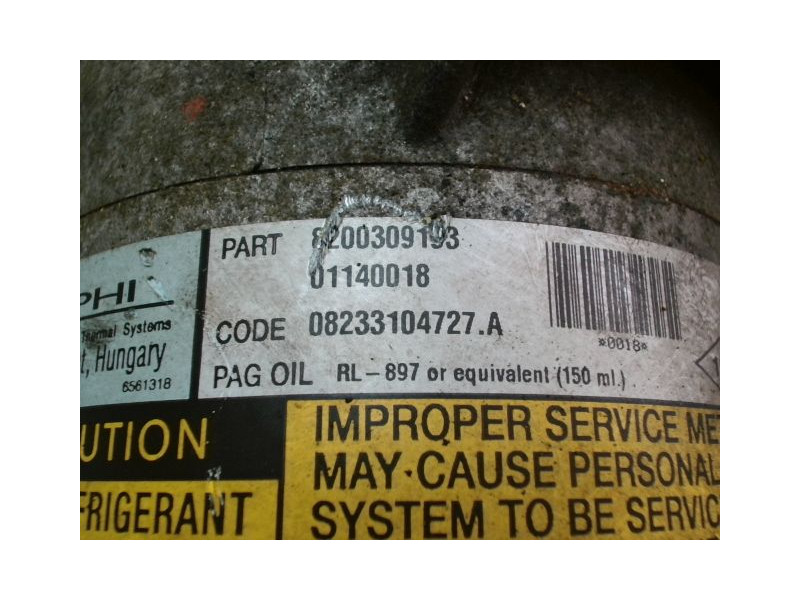 PHI
Thermal Systems
t, Hungary
6561318
PART 8200309193
01140018
CODE 08233104727.A
PAG OIL RL-897 or equivalent (150 ml.)
*0018*
UTION
FRIGERANT
IMPROPER SERVICE ME
MAY CAUSE PERSONAL
SYSTEM TO BE SERVIC